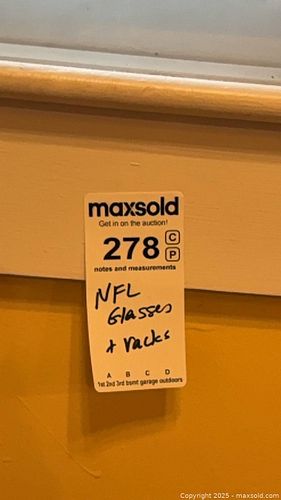 maxsold
Get in on the auction!
278 C
P
notes and measurements
NFL
Glasses
+ racks
A B C D
1st 2nd 3rd bsmt garage outdoors
Copyright 2025 - maxsold.com